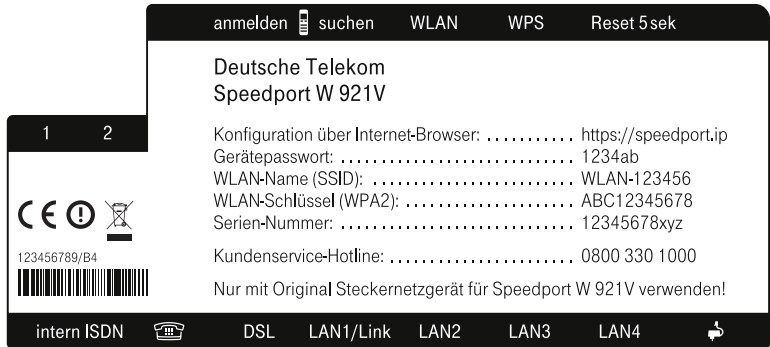 anmelden suchen WLAN WPS Reset 5 sek
Deutsche Telekom
Speedport W 921V
1 2
Konfiguration über Internet-Browser: ........... https://speedport.ip
Gerätepasswort: ............................ 1234ab
WLAN-Name (SSID): ........................ WLAN-123456
WLAN-Schlüssel (WPA2): ..................... ABC12345678
Serien-Nummer: ............................ 12345678xyz
123456789/B4
Kundenservice-Hotline: ...................... 0800 330 1000
Nur mit Original Steckernetzgerät für Speedport W 921V verwenden!
intern ISDN DSL LAN1/Link LAN2 LAN3 LAN4